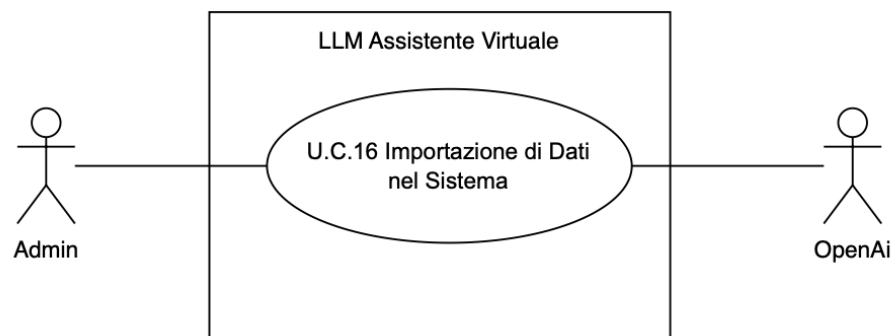 LLM Assistente Virtuale
U.C.16 Importazione di Dati
nel Sistema
Admin
OpenAi